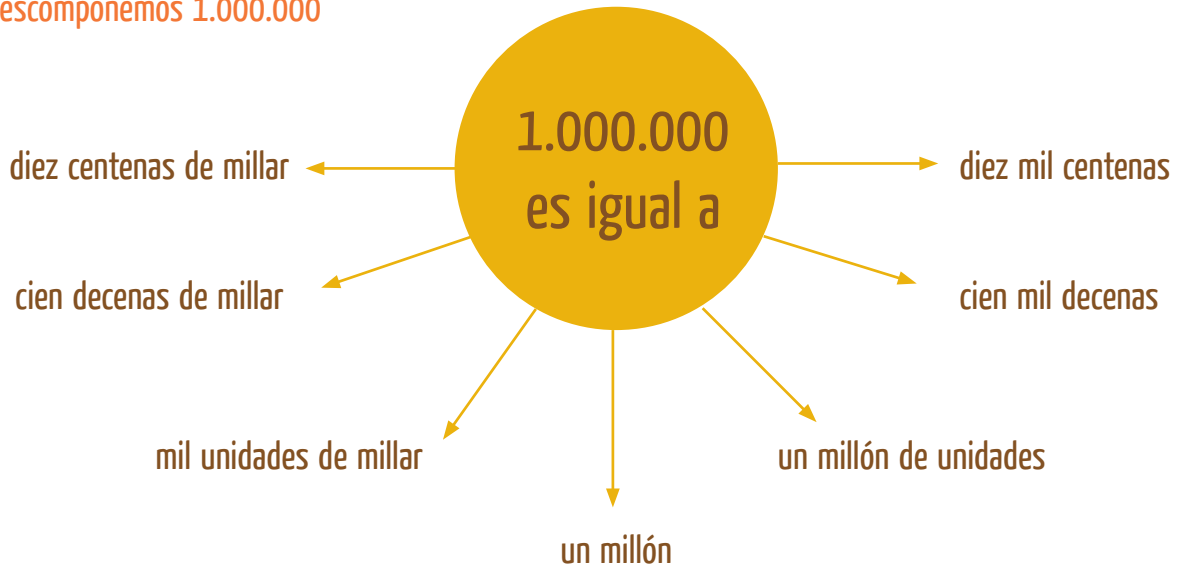 escomponemos 1.000.000
1.000.000
es igual a
diez centenas de millar
diez mil centenas
cien decenas de millar
cien mil decenas
mil unidades de millar
un millón de unidades
un millón